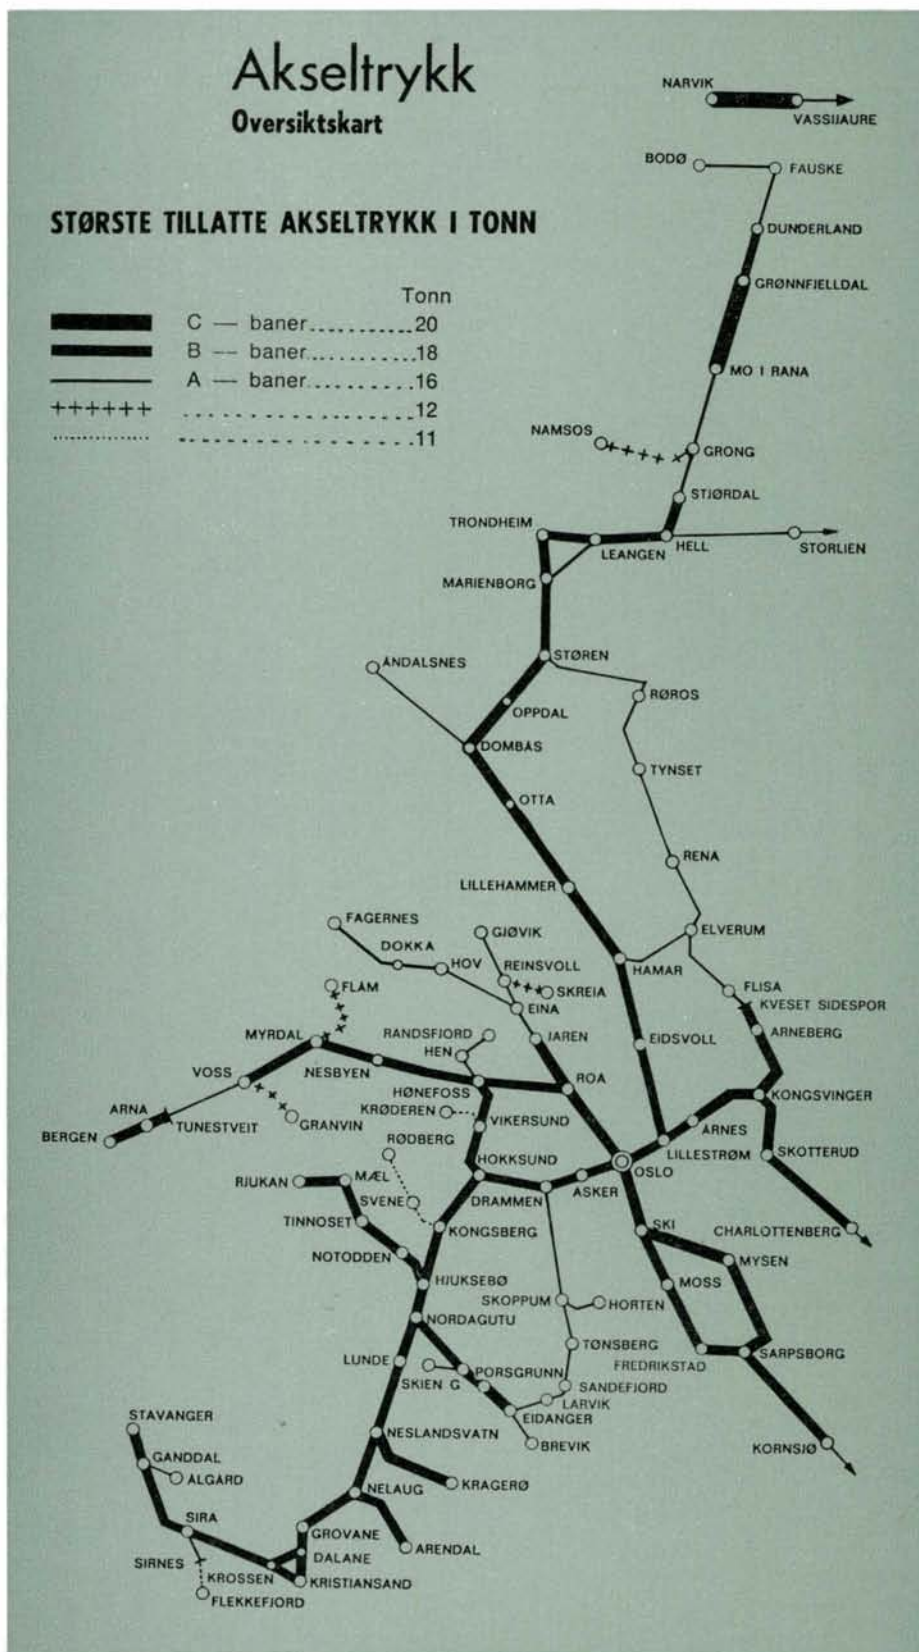 Akseltrykk
Oversiktskart
STØRSTE TILLATTE AKSELTRYKK I TONN
Tonn
C — baner........... 20
B — baner........... 18
A — baner........... 16
12
11
NARVIK
VASSIJAURE
BODØ
FAUSKE
DUNDERLAND
GRØNNFJELLDAL
MO I RANA
NAMSOS
GRONG
STJØRDAL
TRONDHEIM
LEANGEN
HELL
STORLIEN
MARIENBORG
STØREN
ÅNDALSNES
RØROS
OPPDAL
DOMBÅS
TYNSET
OTTA
RENA
LILLEHAMMER
FAGERNES
GJØVIK
ELVERUM
DOKKA
HOV
REINSVOLL
HAMAR
FLÅM
SKREIA
FLISA
KVESET SIDESPOR
EINA
RANDSFJORD
MYRDAL
HEN
JAREN
EIDSVOLL
ARNEBERG
VOSS
NESBYEN
HØNEFOSS
ROA
KONGSVINGER
ARNA
KRØDEREN
VIKERSUND
ÅRNES
BERGEN
TUNESTVEIT
GRANVIN
RØDBERG
LILLESTRØM
SKOTTERUD
HOKKSUND
OSLO
RJUKAN
MÆL
DRAMMEN
ASKER
SVENE
TINNOSET
KONGSBERG
SKI
CHARLOTTENBERG
NOTODDEN
MYSEN
HJUKSEBØ
MOSS
SKOPPUM
HORTEN
NORDAGUTU
TØNSBERG
LUNDE
SARPSBORG
FREDRIKSTAD
SKIEN G
PORSGRUNN
SANDEFJORD
LARVIK
EIDANGER
STAVANGER
NESLANDSVATN
BREVIK
KORNSJØ
GANDDAL
ÅLGÅRD
KRAGERØ
NELAUG
SIRA
GROVANE
ARENDAL
SIRNES
DALANE
KROSSEN
KRISTIANSAND
FLEKKEFJORD